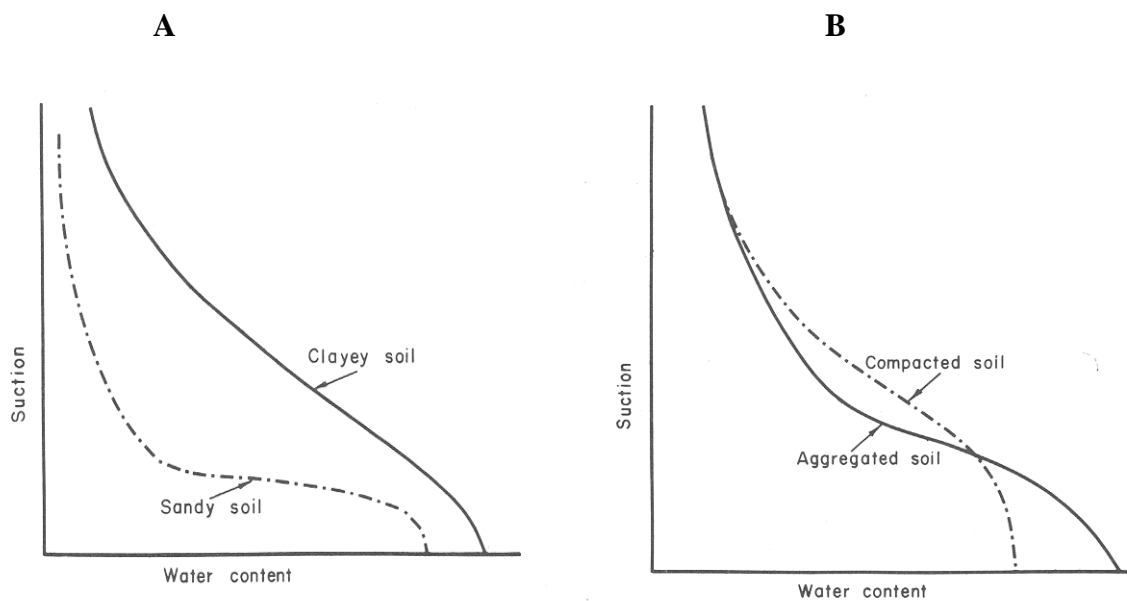 A
B
Clayey soil
Sandy soil
Suction
Water content
Compacted soil
Aggregated soil
Suction
Water content